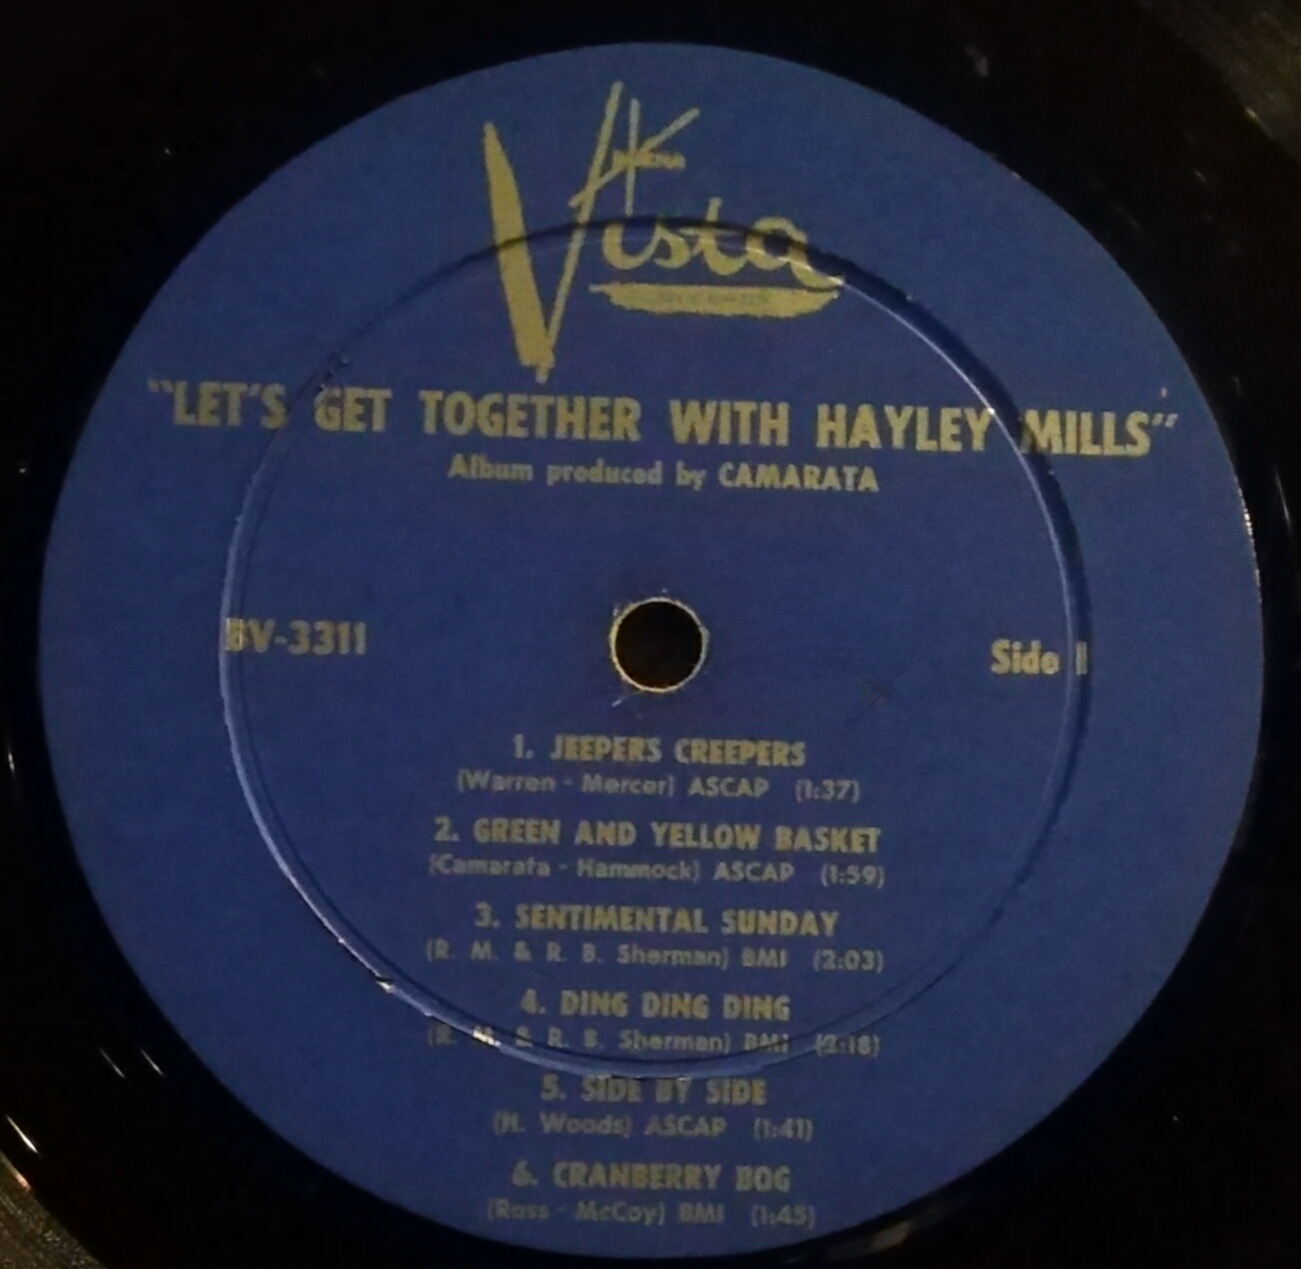 BUENA
Vista
"LET'S GET TOGETHER WITH HAYLEY MILLS"
Album produced by CAMARATA
BV-3311
Side 1
1. JEEPERS CREEPERS
(Warren - Mercer) ASCAP (1:37)
2. GREEN AND YELLOW BASKET
(Camarata - Hammock) ASCAP (1:59)
3. SENTIMENTAL SUNDAY
(R. M. & R. B. Sherman) BMI (2:03)
4. DING DING DING
(R. M. & R. B. Sherman) BMI (2:18)
5. SIDE BY SIDE
(H. Woods) ASCAP (1:41)
6. CRANBERRY BOG
(Ross - McCoy) BMI (1:45)